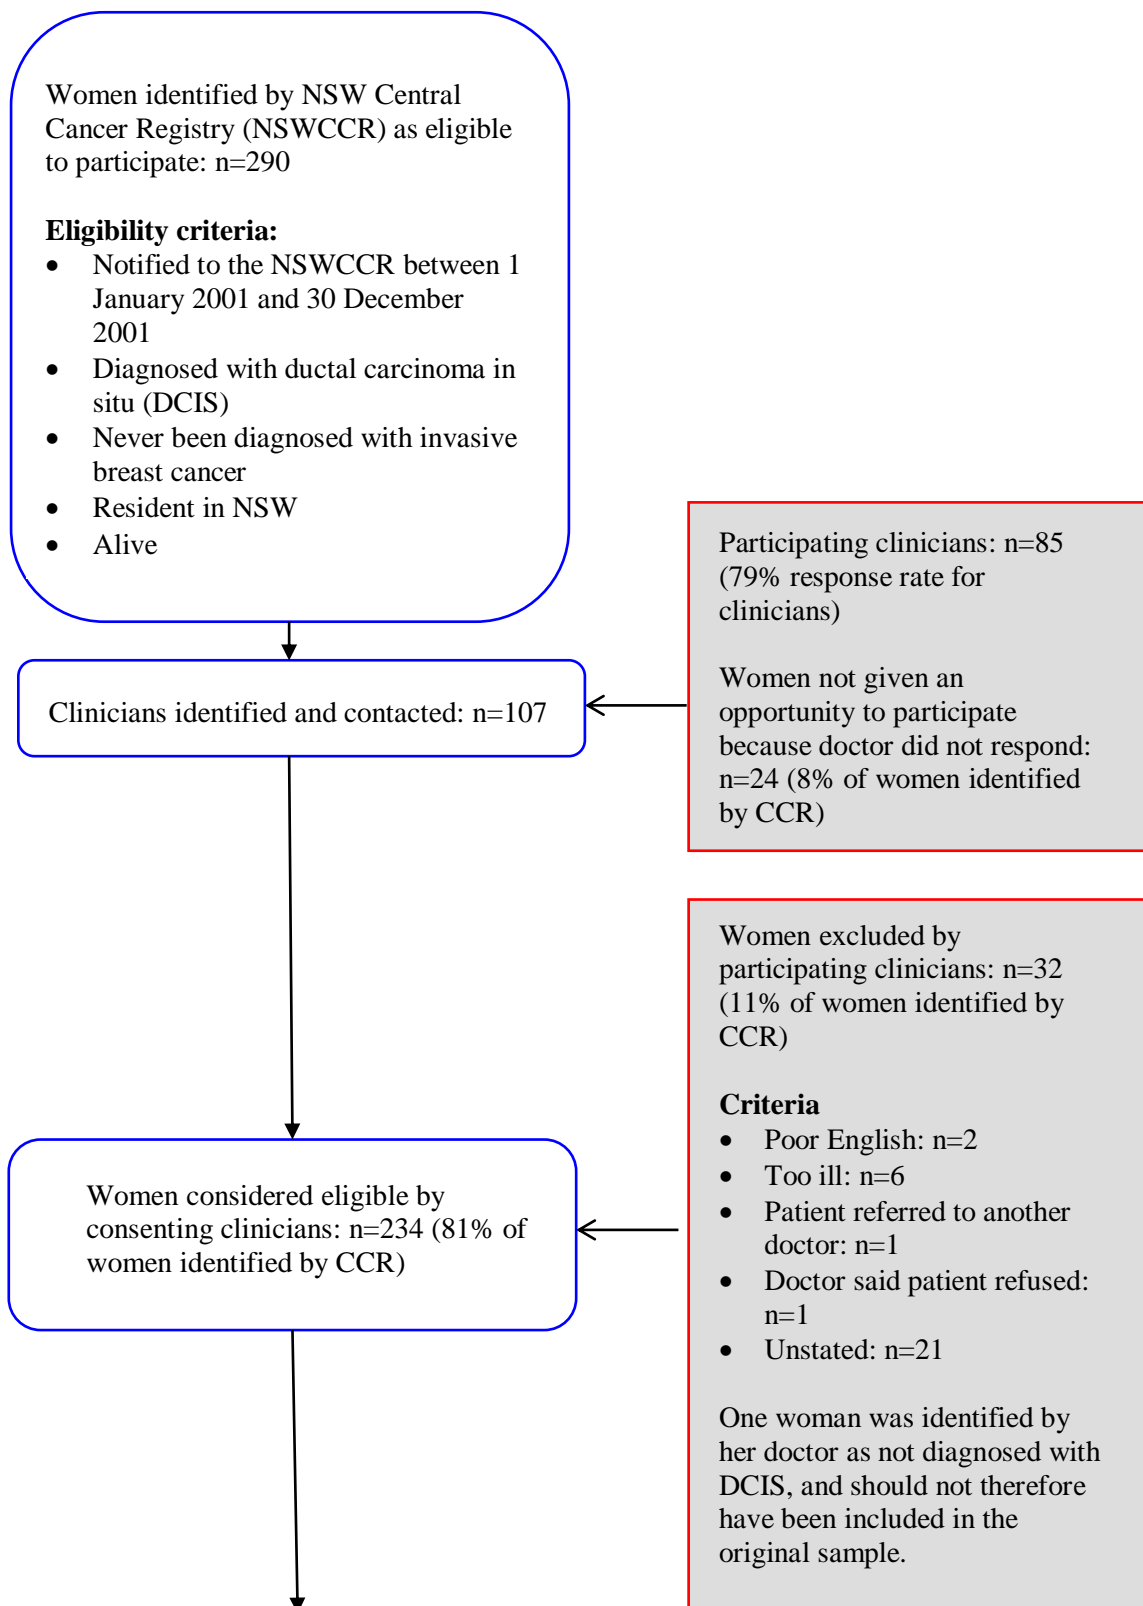 Women identified by NSW Central
Cancer Registry (NSWCCR) as eligible
to participate: n=290
Eligibility criteria:
• Notified to the NSWCCR between 1
January 2001 and 30 December
2001
• Diagnosed with ductal carcinoma in
situ (DCIS)
• Never been diagnosed with invasive
breast cancer
• Resident in NSW
• Alive
Participating clinicians: n=85
(79% response rate for
clinicians)
Women not given an
opportunity to participate
because doctor did not respond:
n=24 (8% of women identified
by CCR)
Clinicians identified and contacted: n=107
Women excluded by
participating clinicians: n=32
(11% of women identified by
CCR)
Criteria
• Poor English: n=2
• Too ill: n=6
• Patient referred to another
doctor: n=1
• Doctor said patient refused:
n=1
• Unstated: n=21
One woman was identified by
her doctor as not diagnosed with
DCIS, and should not therefore
have been included in the
original sample.
Women considered eligible by
consenting clinicians: n=234 (81% of
women identified by CCR)